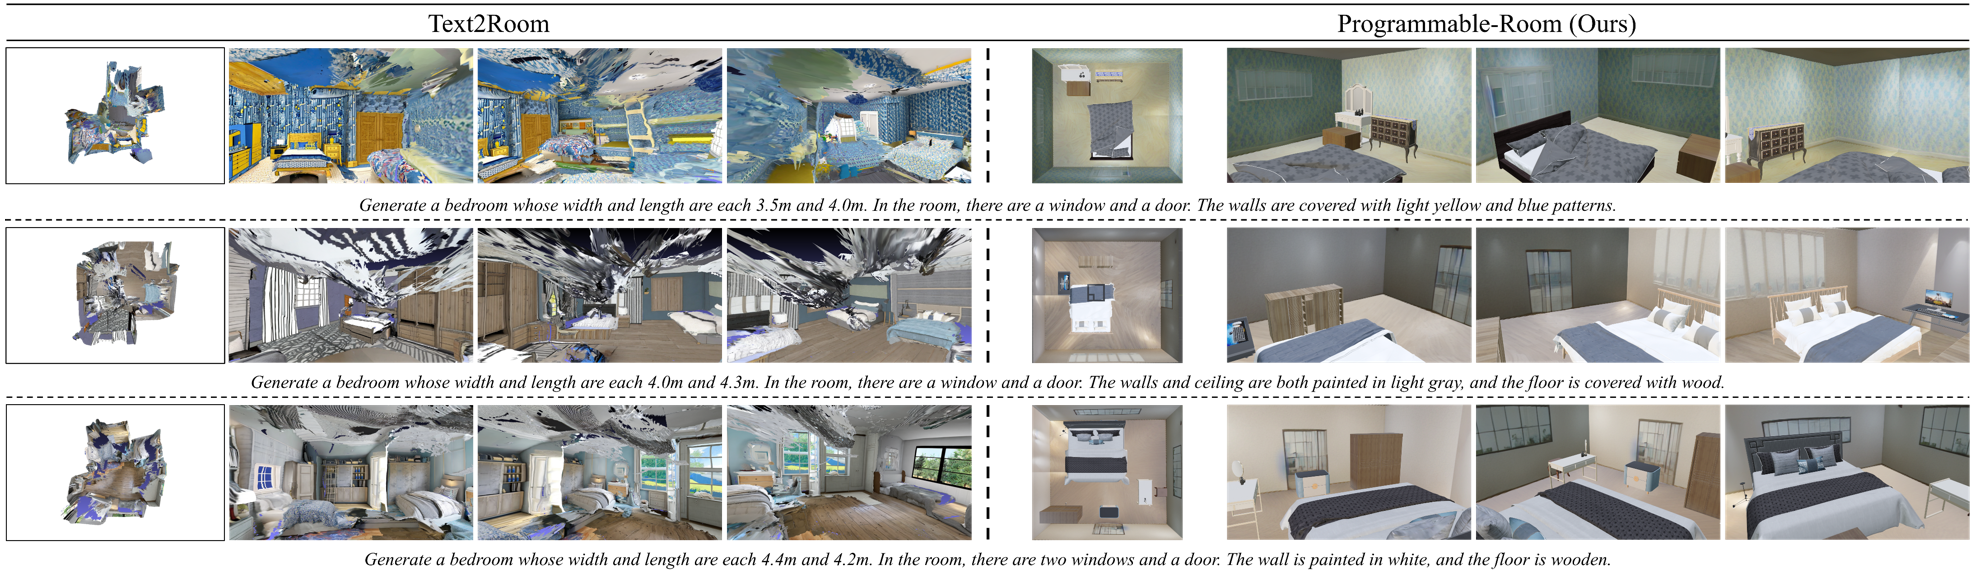 Text2Room
Programmable-Room (Ours)
Generate a bedroom whose width and length are each 3.5m and 4.0m. In the room, there are a window and a door. The walls are covered with light yellow and blue patterns.
Generate a bedroom whose width and length are each 4.0m and 4.3m. In the room, there are a window and a door. The walls and ceiling are both painted in light gray, and the floor is covered with wood.
Generate a bedroom whose width and length are each 4.4m and 4.2m. In the room, there are two windows and a door. The wall is painted in white, and the floor is wooden.